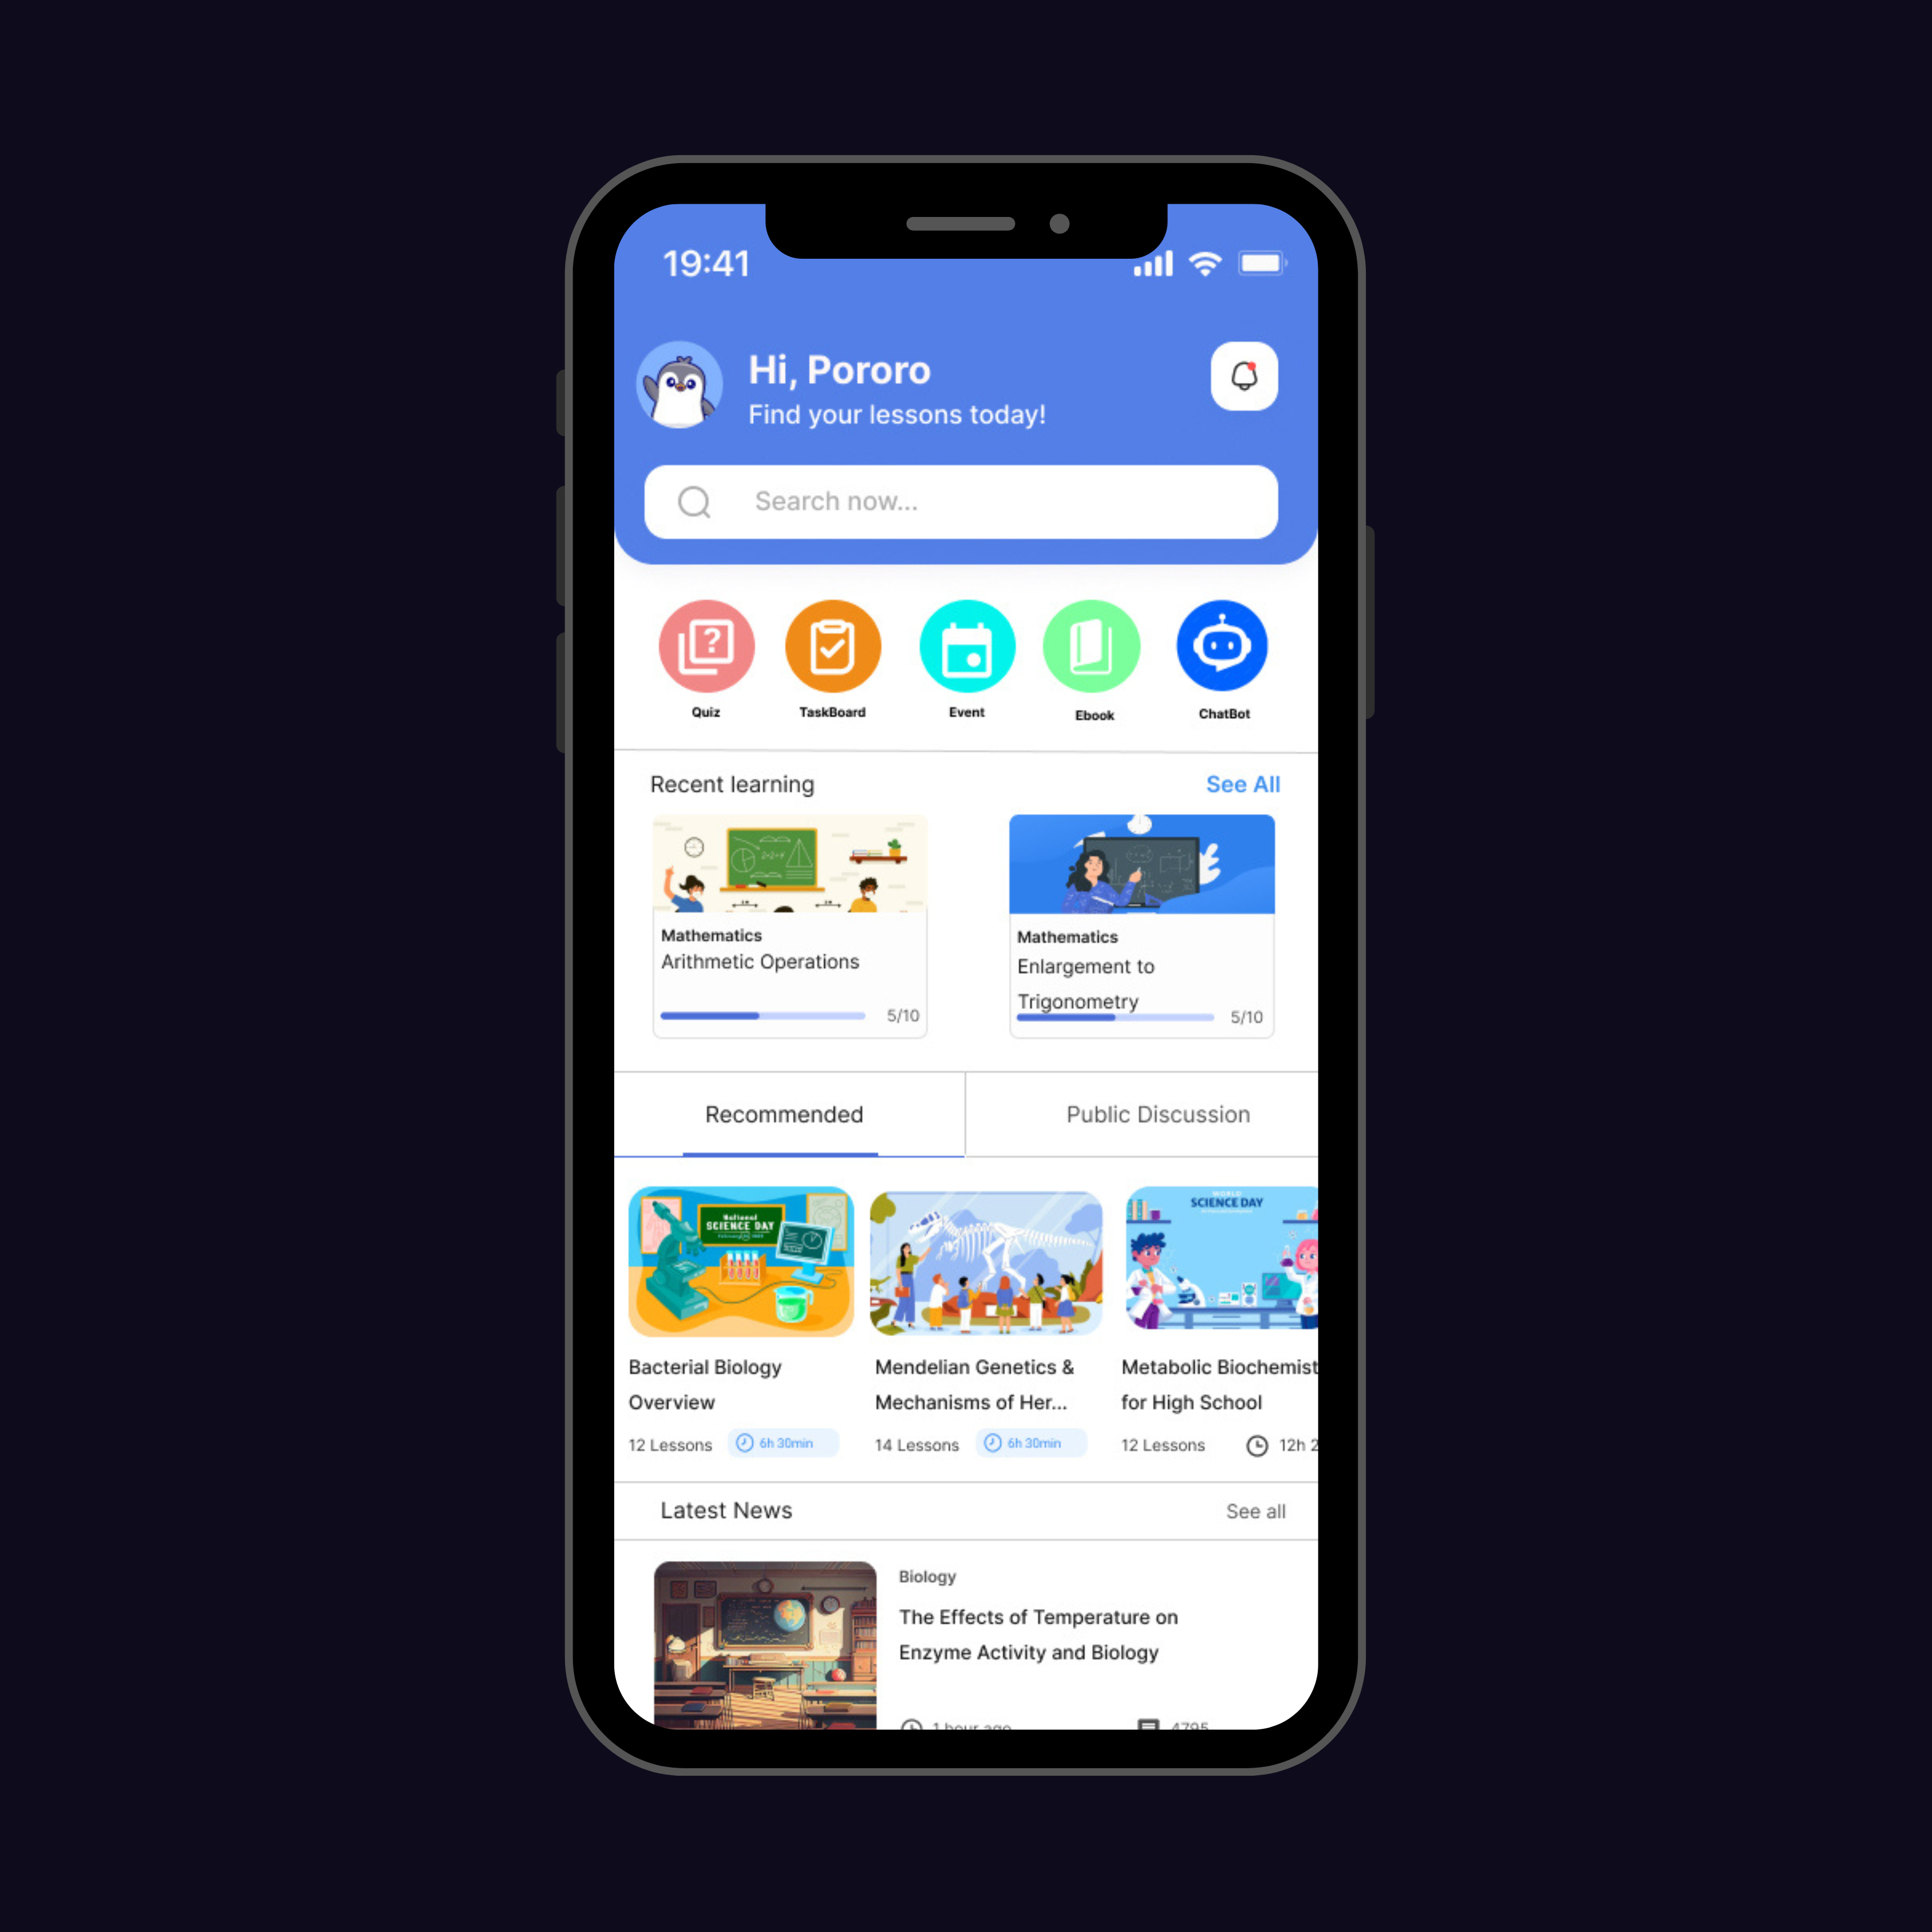 19:41
Hi, Pororo
Find your lessons today!
Search now...
?
Quiz
TaskBoard
Event
Ebook
ChatBot
Recent learning
See All
Mathematics
Arithmetic Operations
5/10
Mathematics
Enlargement to
Trigonometry
5/10
Recommended
Public Discussion
National
SCIENCE DAY
SCIENCE DAY
Bacterial Biology
Overview
12 Lessons
6h 30min
Mendelian Genetics &
Mechanisms of Her...
14 Lessons
6h 30min
Metabolic Biochemist
for High School
12 Lessons
12h 2
Latest News
See all
Biology
The Effects of Temperature on
Enzyme Activity and Biology
1 hour ago
4795